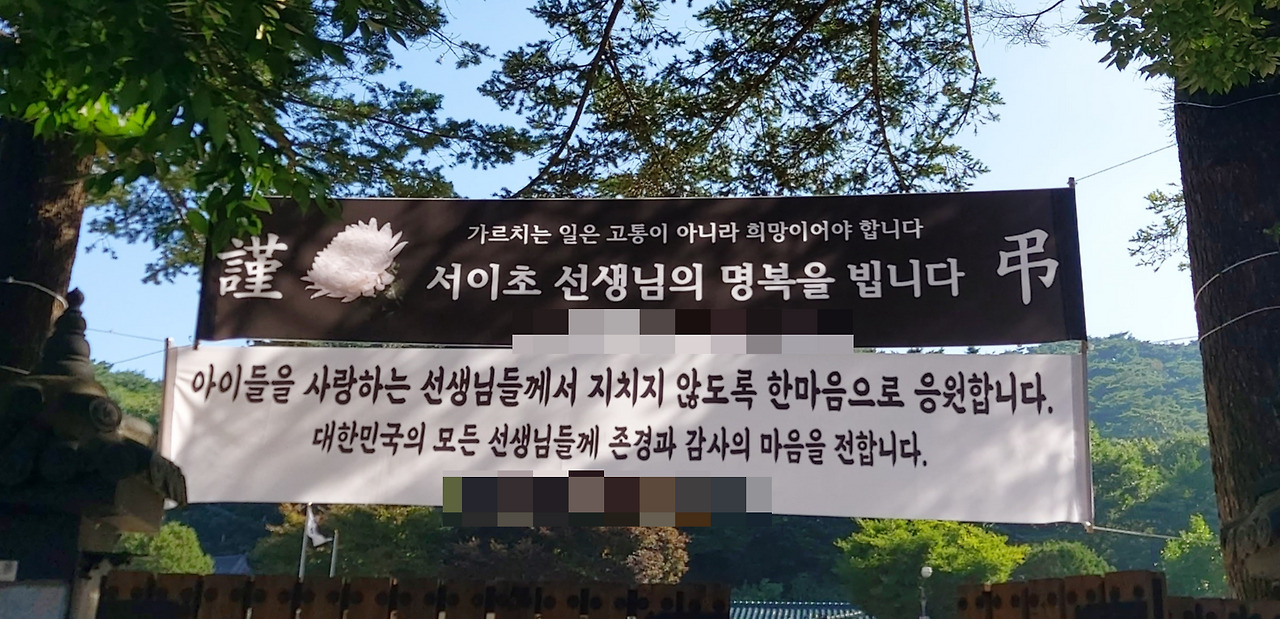 가르치는 일은 고통이 아니라 희망이어야 합니다
謹 서이초 선생님의 명복을 빕니다 弔
아이들을 사랑하는 선생님들께서 지치지 않도록 한마음으로 응원합니다.
대한민국의 모든 선생님들께 존경과 감사의 마음을 전합니다.